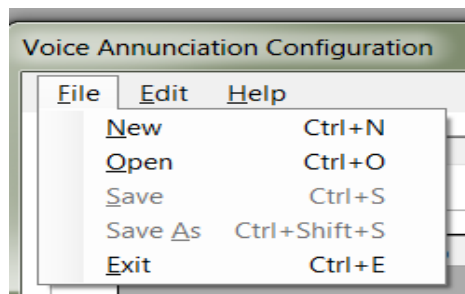 Voice Annunciation Configuration
File Edit Help
New Ctrl+N
Open Ctrl+O
Save Ctrl+S
Save As Ctrl+Shift+S
Exit Ctrl+E